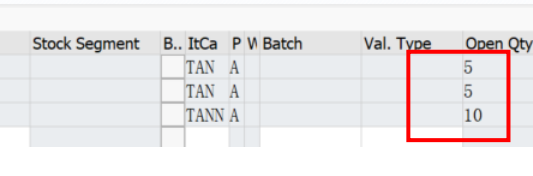 Stock Segment B.. ItCa P W Batch Val. Type Open Qty
TAN A 5
TAN A 5
TANN A 10